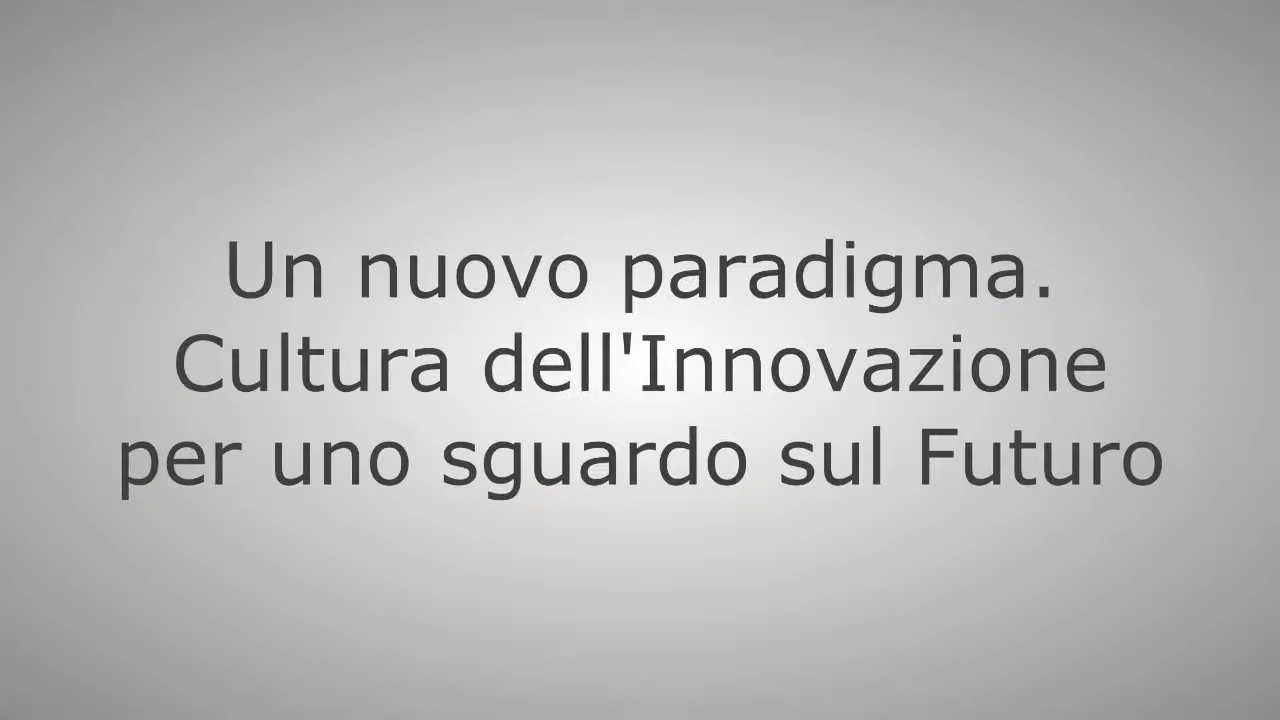 Un nuovo paradigma.
Cultura dell'Innovazione
per uno sguardo sul Futuro